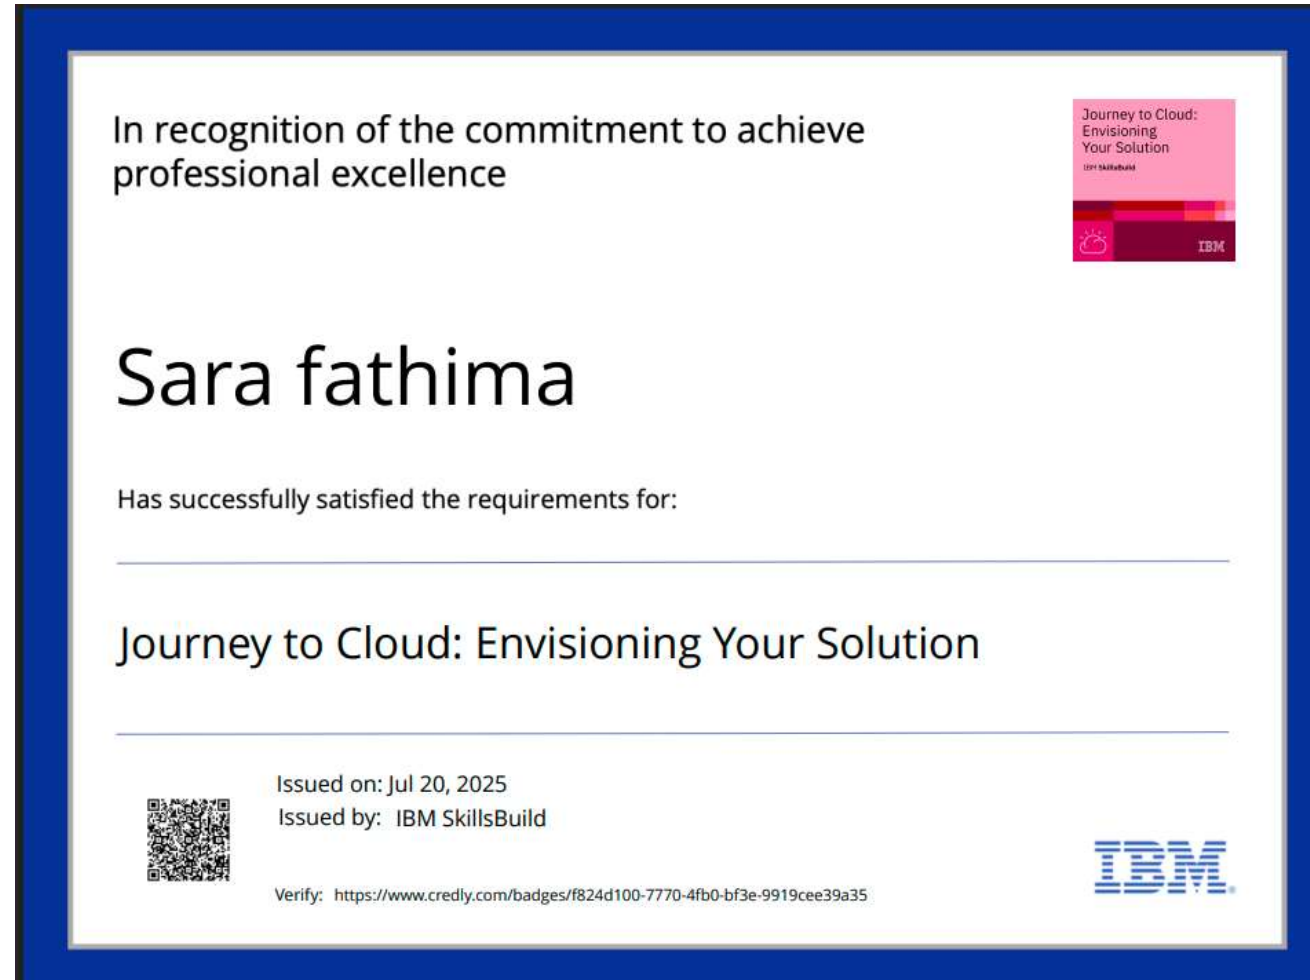 In recognition of the commitment to achieve
professional excellence
Journey to Cloud:
Envisioning
Your Solution
IBM SkillsBuild
IBM
Sara fathima
Has successfully satisfied the requirements for:
Journey to Cloud: Envisioning Your Solution
Issued on: Jul 20, 2025
Issued by: IBM SkillsBuild
Verify: https://www.credly.com/badges/f824d100-7770-4fb0-bf3e-9919cee39a35
IBM.